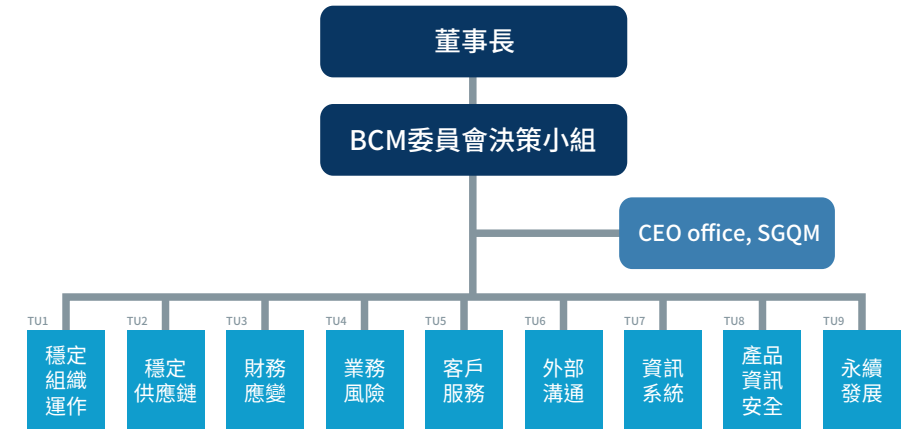 董事長
BCM委員會決策小組
CEO office, SGQM
TU1
穩定
組織
運作
TU2
穩定
供應鏈
TU3
財務
應變
TU4
業務
風險
TU5
客戶
服務
TU6
外部
溝通
TU7
資訊
系統
TU8
產品
資訊
安全
TU9
永續
發展